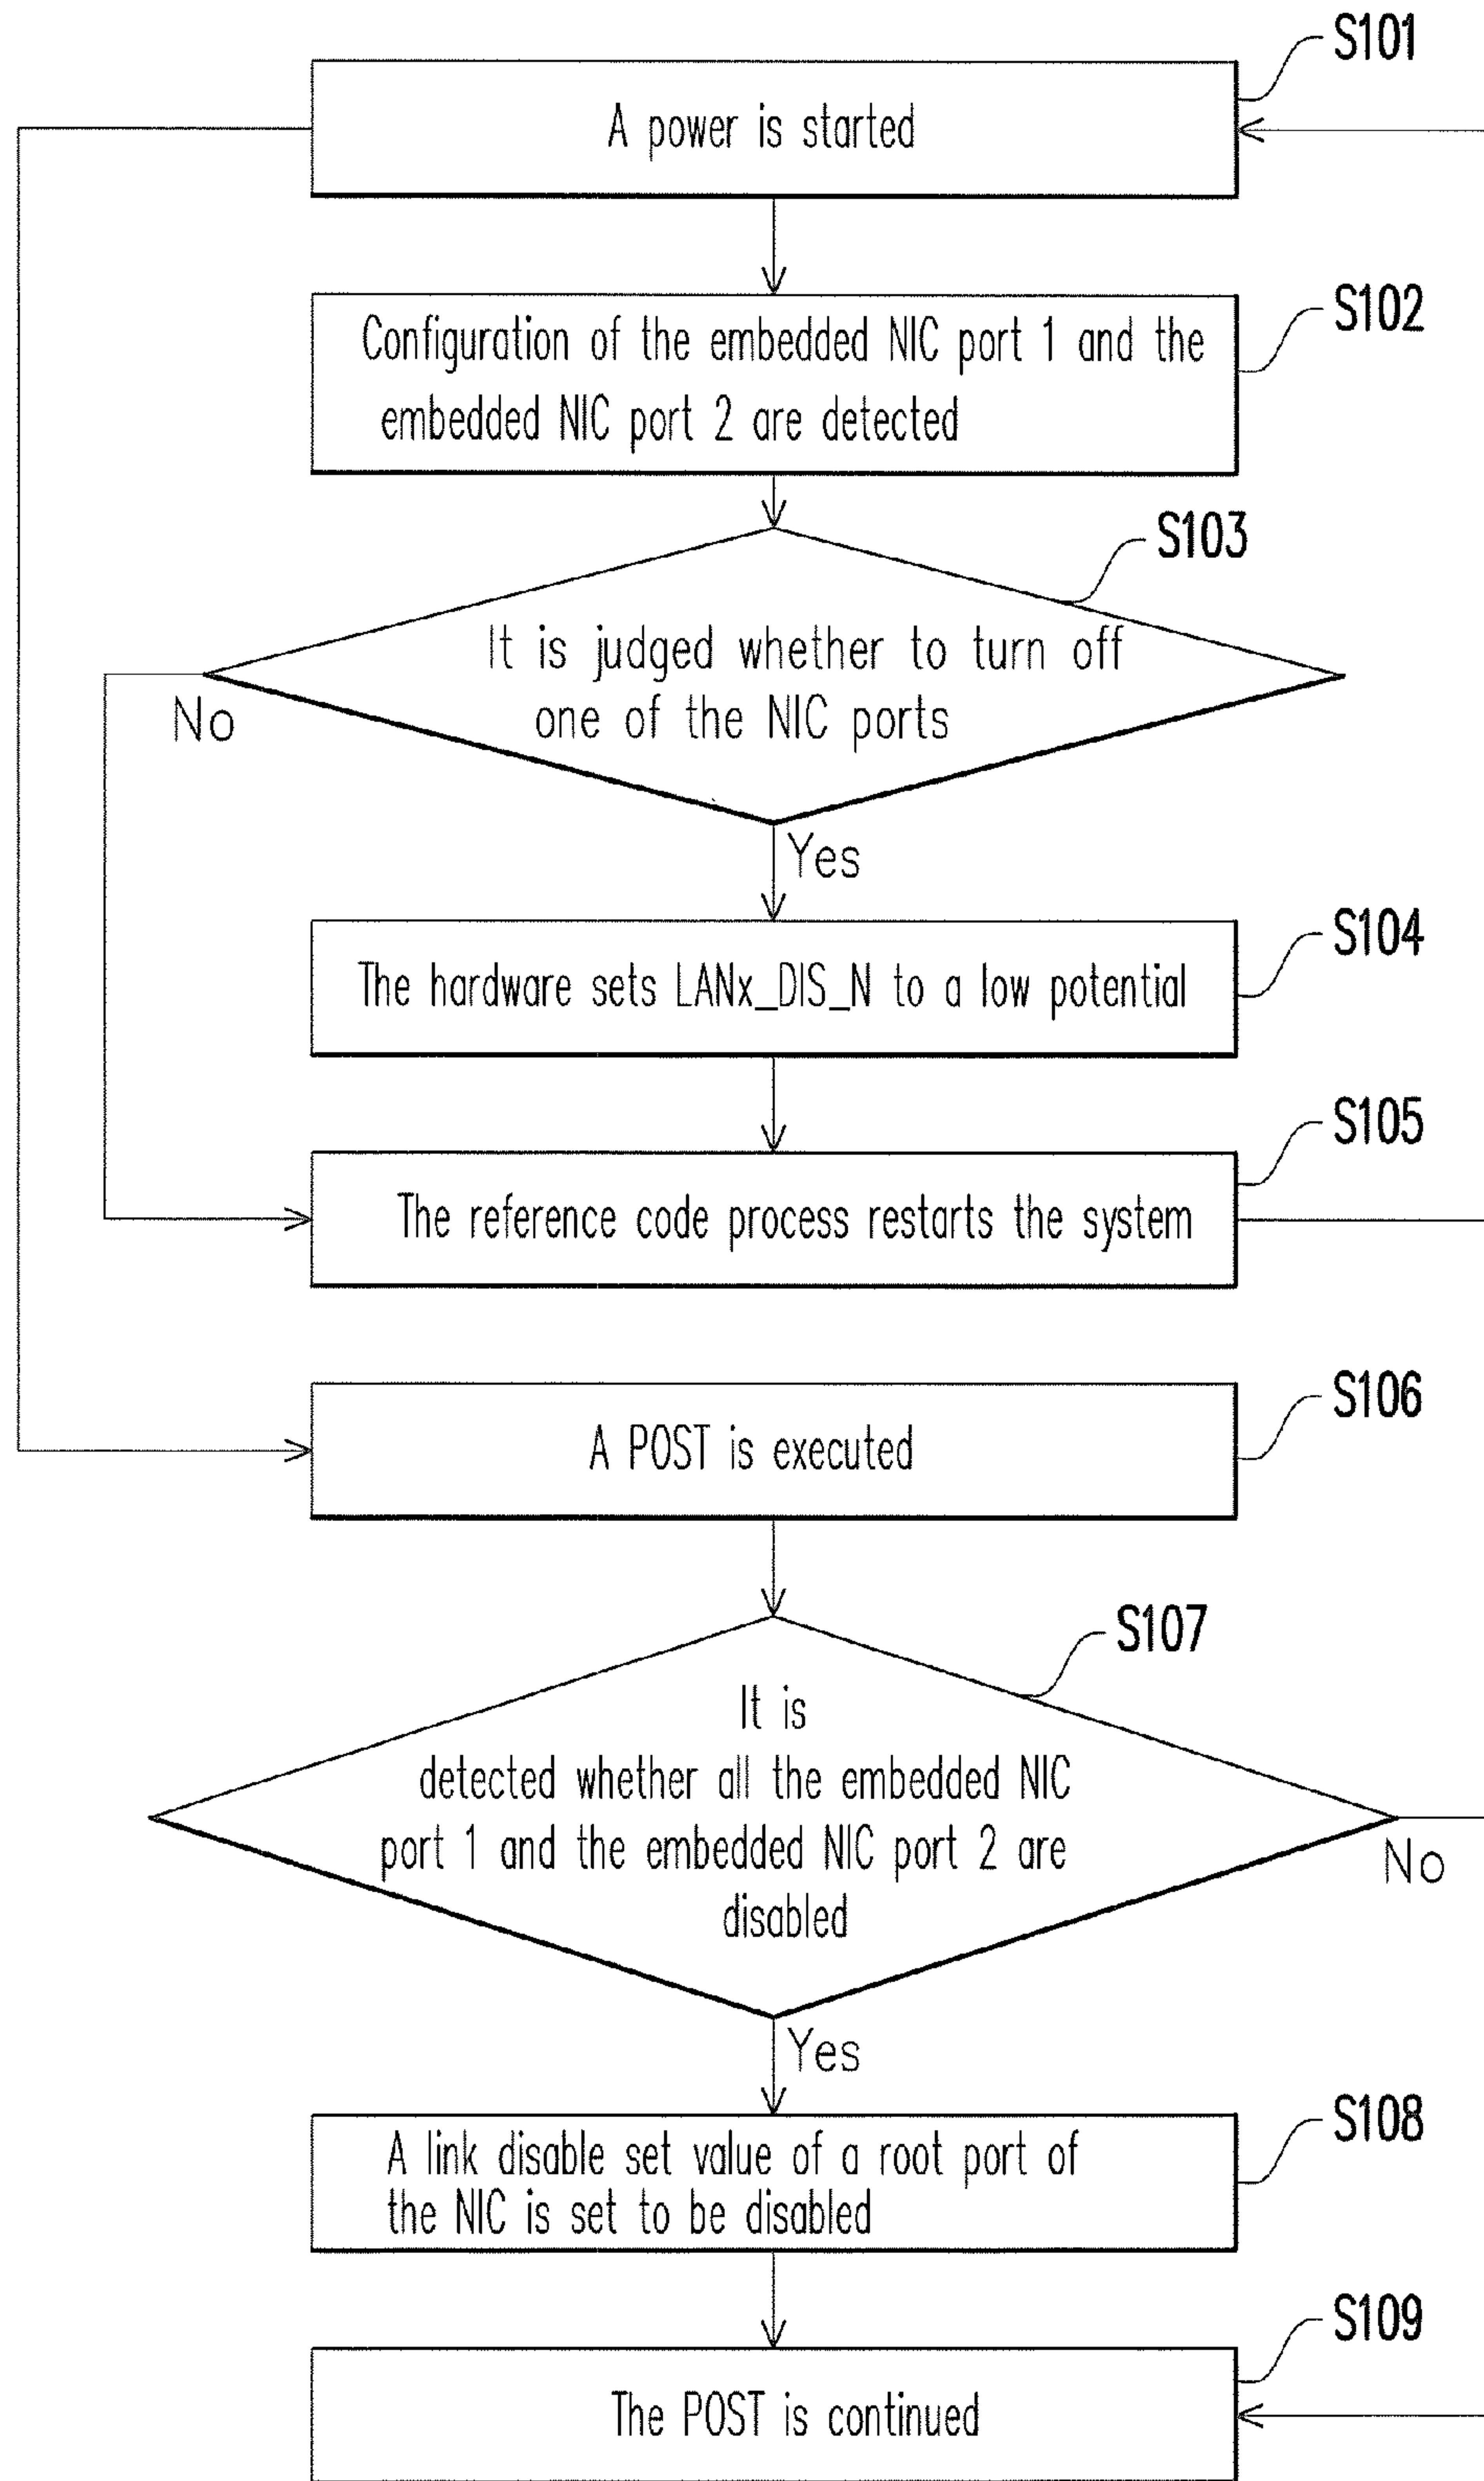 S101
A power is started
S102
Configuration of the embedded NIC port 1 and the
embedded NIC port 2 are detected
S103
It is judged whether to turn off
one of the NIC ports
No
Yes
S104
The hardware sets LANx_DIS_N to a low potential
S105
The reference code process restarts the system
S106
A POST is executed
S107
It is
detected whether all the embedded NIC
port 1 and the embedded NIC port 2 are
disabled
No
Yes
S108
A link disable set value of a root port of
the NIC is set to be disabled
S109
The POST is continued